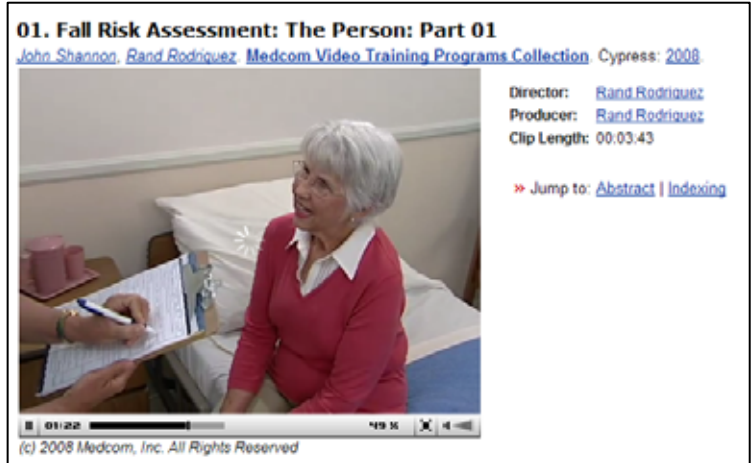 01. Fall Risk Assessment: The Person: Part 01
John Shannon, Rand Rodriquez. Medcom Video Training Programs Collection. Cypress: 2008.
Director: Rand Rodriguez
Producer: Rand Rodriguez
Clip Length: 00:03:43
» Jump to: Abstract | Indexing
01:22 49%
(c) 2008 Medcom, Inc. All Rights Reserved